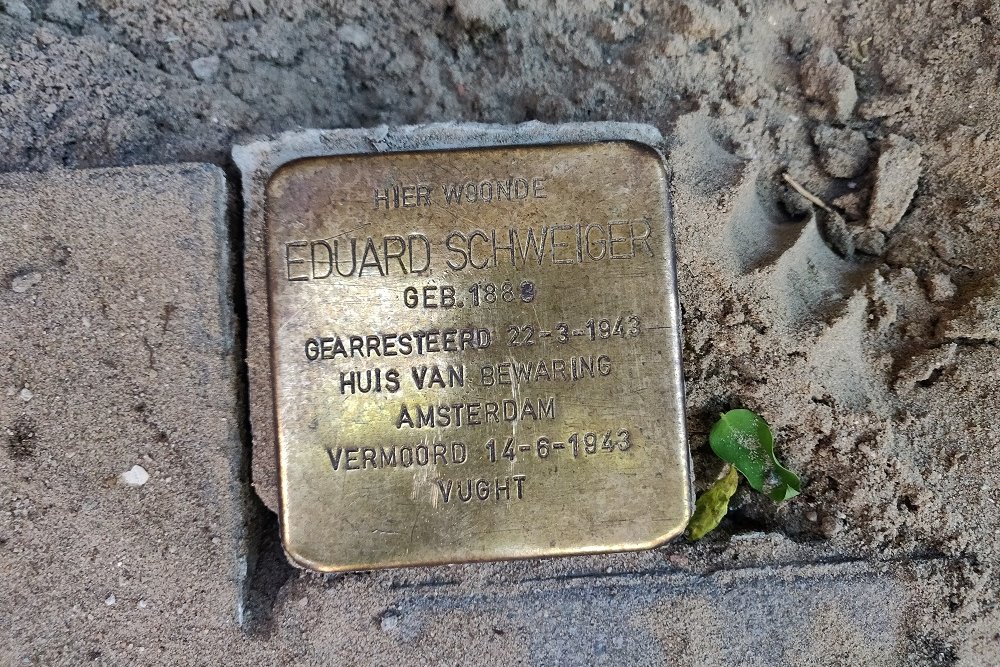 HIER WOONDE
EDUARD SCHWEIGER
GEB. 1889
GEARRESTEERD 22-3-1943
HUIS VAN BEWARING
AMSTERDAM
VERMOORD 14-6-1943
VUGHT